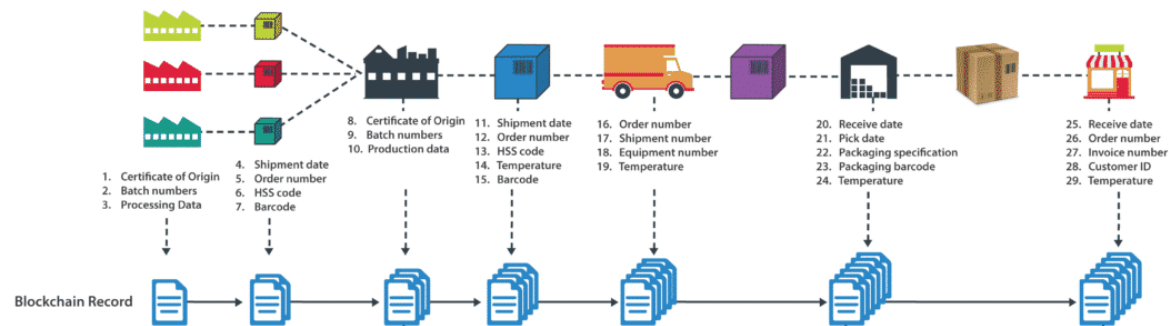 1. Certificate of Origin
2. Batch numbers
3. Processing Data
4. Shipment date
5. Order number
6. HSS code
7. Barcode
8. Certificate of Origin
9. Batch numbers
10. Production data
11. Shipment date
12. Order number
13. HSS code
14. Temperature
15. Barcode
16. Order number
17. Shipment number
18. Equipment number
19. Temperature
20. Receive date
21. Pick date
22. Packaging specification
23. Packaging barcode
24. Temperature
25. Receive date
26. Order number
27. Invoice number
28. Customer ID
29. Temperature
Blockchain Record